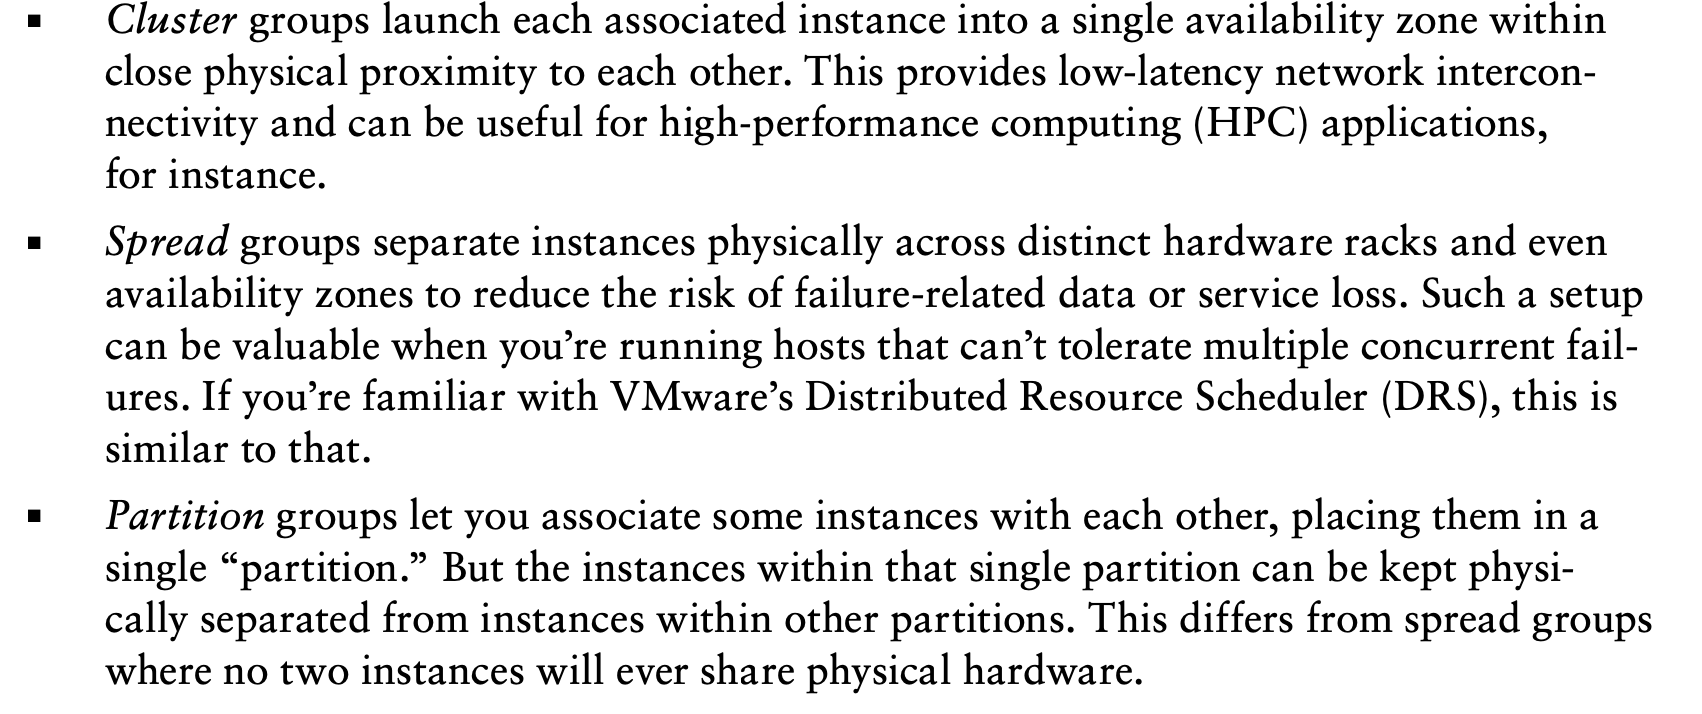 ▪ Cluster groups launch each associated instance into a single availability zone within
close physical proximity to each other. This provides low-latency network intercon-
nectivity and can be useful for high-performance computing (HPC) applications,
for instance.
▪ Spread groups separate instances physically across distinct hardware racks and even
availability zones to reduce the risk of failure-related data or service loss. Such a setup
can be valuable when you’re running hosts that can’t tolerate multiple concurrent fail-
ures. If you’re familiar with VMware’s Distributed Resource Scheduler (DRS), this is
similar to that.
▪ Partition groups let you associate some instances with each other, placing them in a
single “partition.” But the instances within that single partition can be kept physi-
cally separated from instances within other partitions. This differs from spread groups
where no two instances will ever share physical hardware.